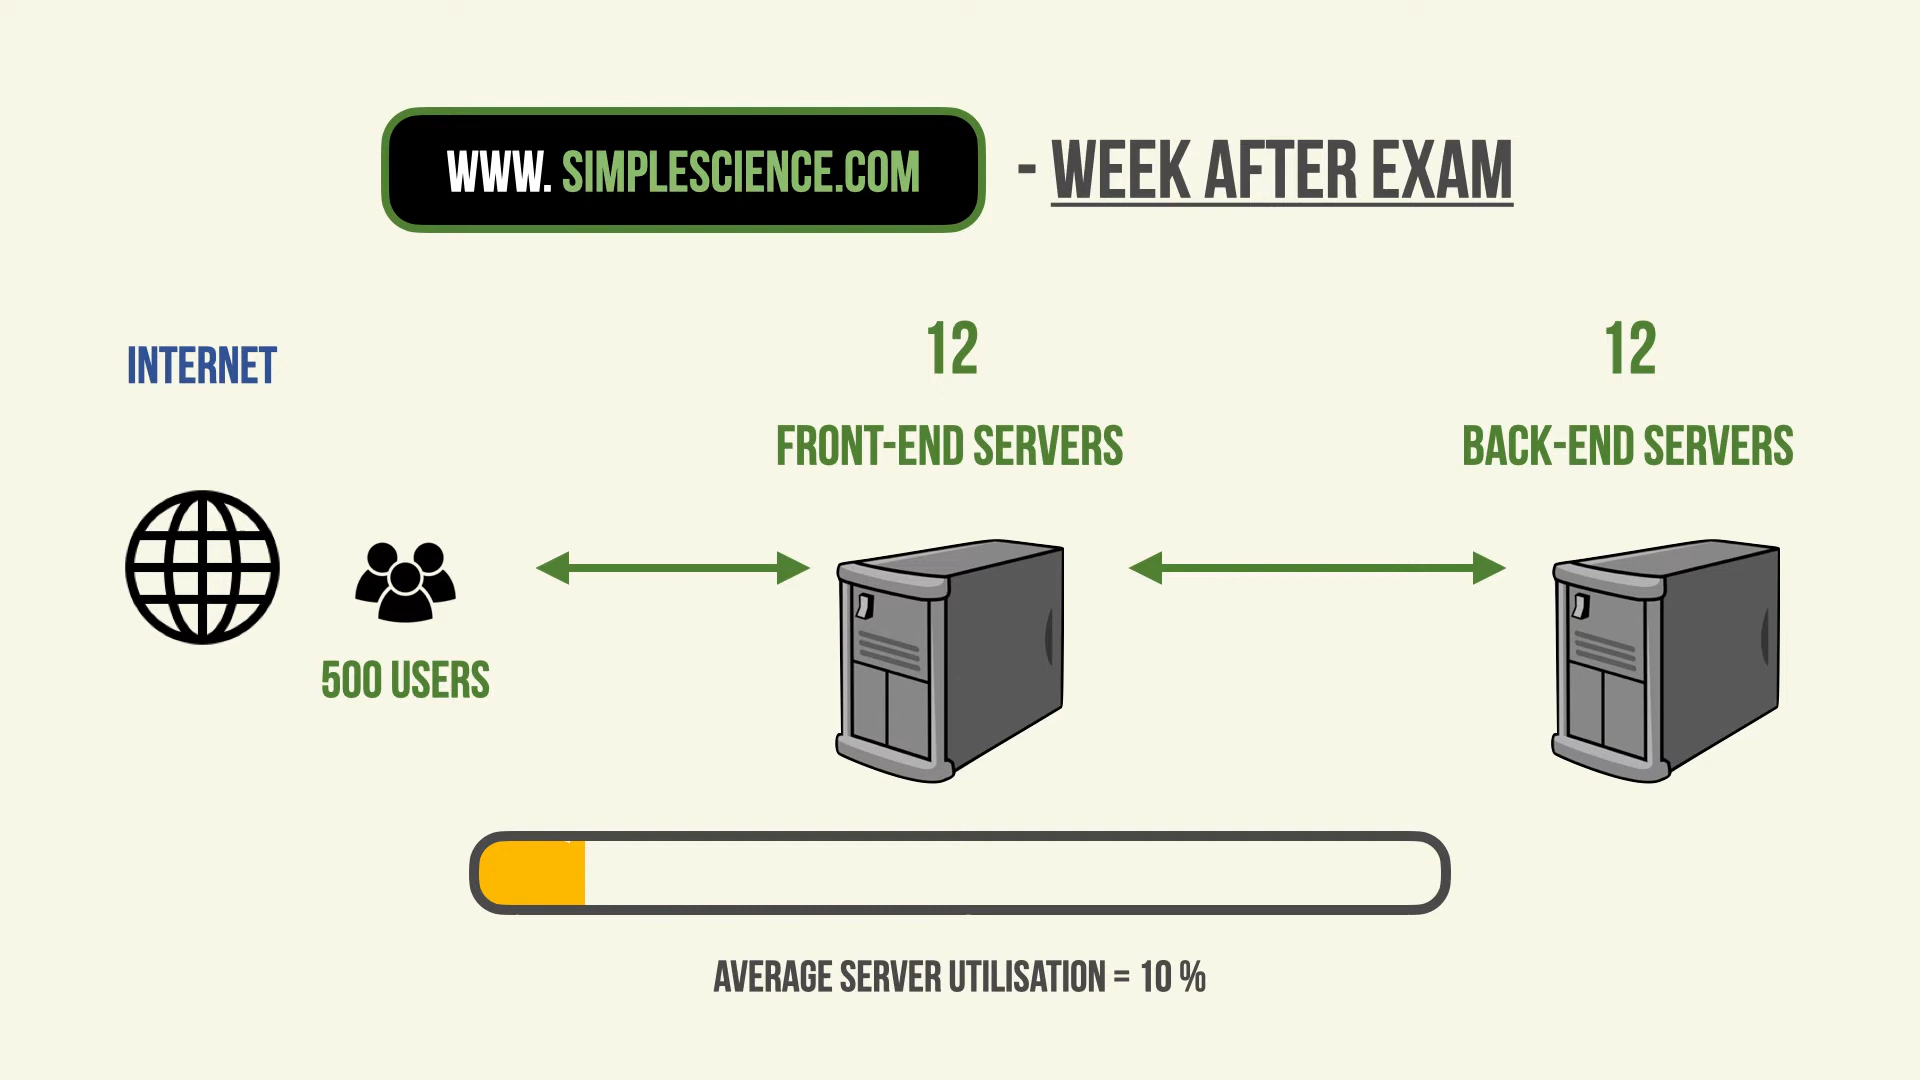 WWW. SIMPLESCIENCE.COM - WEEK AFTER EXAM
INTERNET
12
12
FRONT-END SERVERS
BACK-END SERVERS
500 USERS
AVERAGE SERVER UTILISATION = 10 %